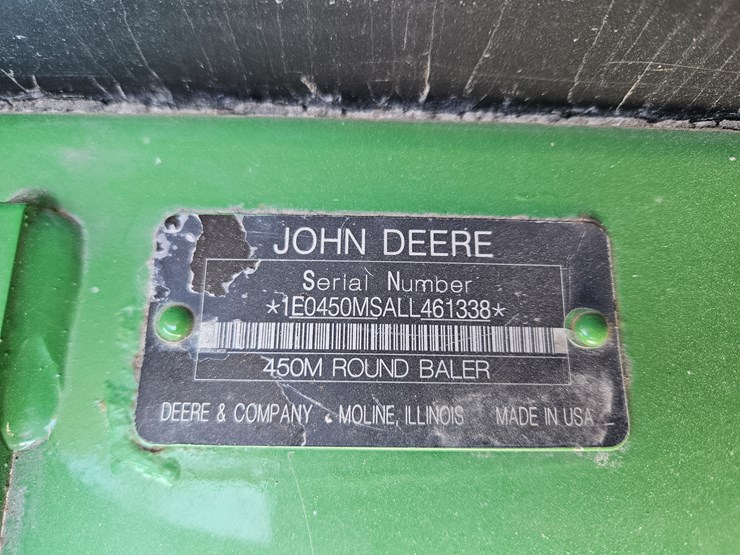 JOHN DEERE
Serial Number
*1E0450MSALL461338*
450M ROUND BALER
DEERE & COMPANY MOLINE, ILLINOIS MADE IN USA